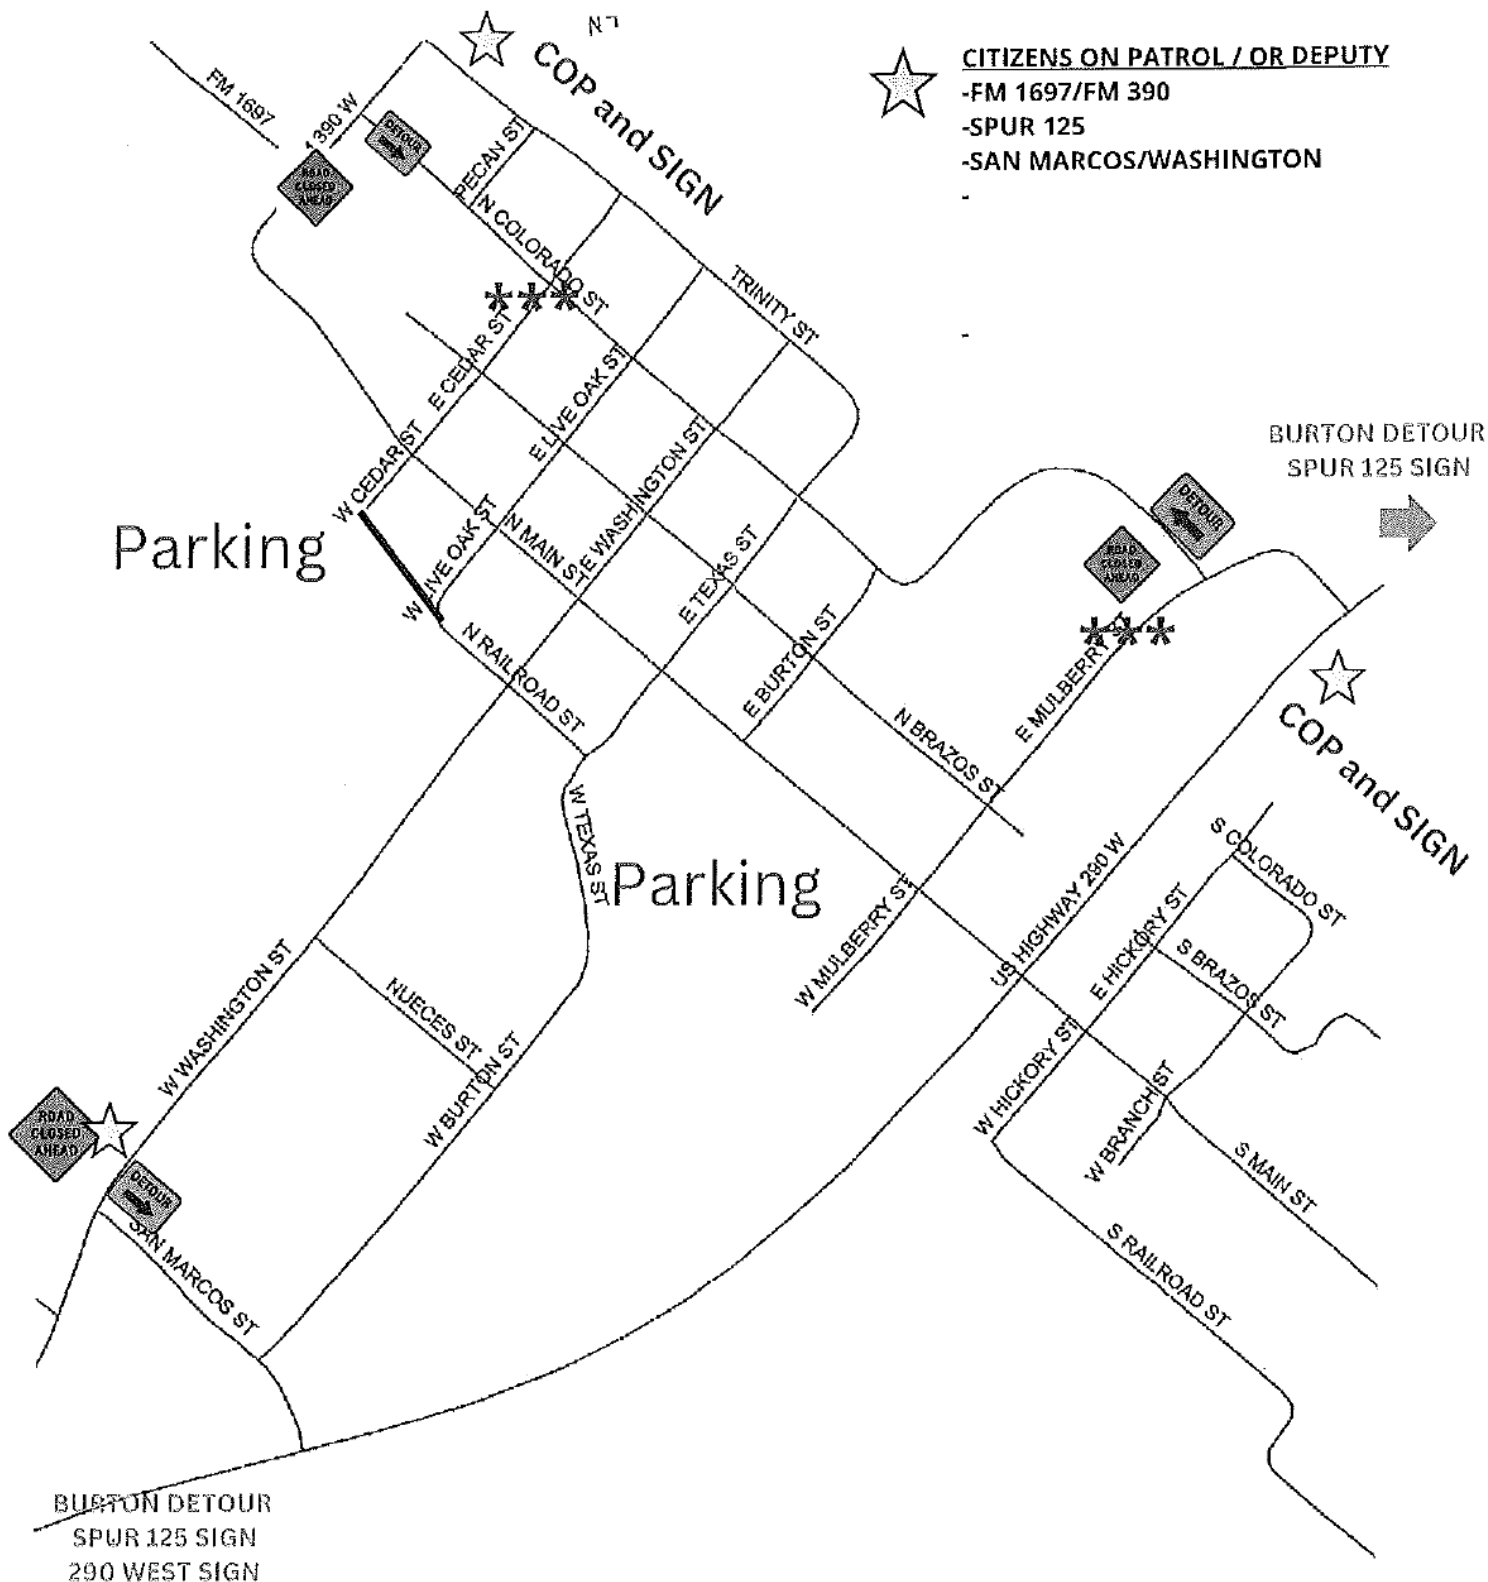 CITIZENS ON PATROL / OR DEPUTY
-FM 1697/FM 390
-SPUR 125
-SAN MARCOS/WASHINGTON
-
-
COP and SIGN
FM 1697
390 W
DETOUR
ROAD
CLOSED
AHEAD
PECAN ST
N COLORADO ST
TRINITY ST
***
E CEDAR ST
W CEDAR ST
E LIVE OAK ST
W LIVE OAK ST
E WASHINGTON ST
N MAIN ST
E TEXAS ST
N RAILROAD ST
E BURTON ST
Parking
BURTON DETOUR
SPUR 125 SIGN
DETOUR
ROAD
CLOSED
AHEAD
***
E MULBERRY
COP and SIGN
N BRAZOS ST
W TEXAS ST
Parking
W MULBERRY ST
US HIGHWAY 290 W
S COLORADO ST
E HICKORY ST
S BRAZOS ST
W HICKORY ST
W BRANCH ST
S MAIN ST
S RAILROAD ST
W WASHINGTON ST
NUECES ST
W BURTON ST
ROAD
CLOSED
AHEAD
DETOUR
SAN MARCOS ST
BURTON DETOUR
SPUR 125 SIGN
290 WEST SIGN